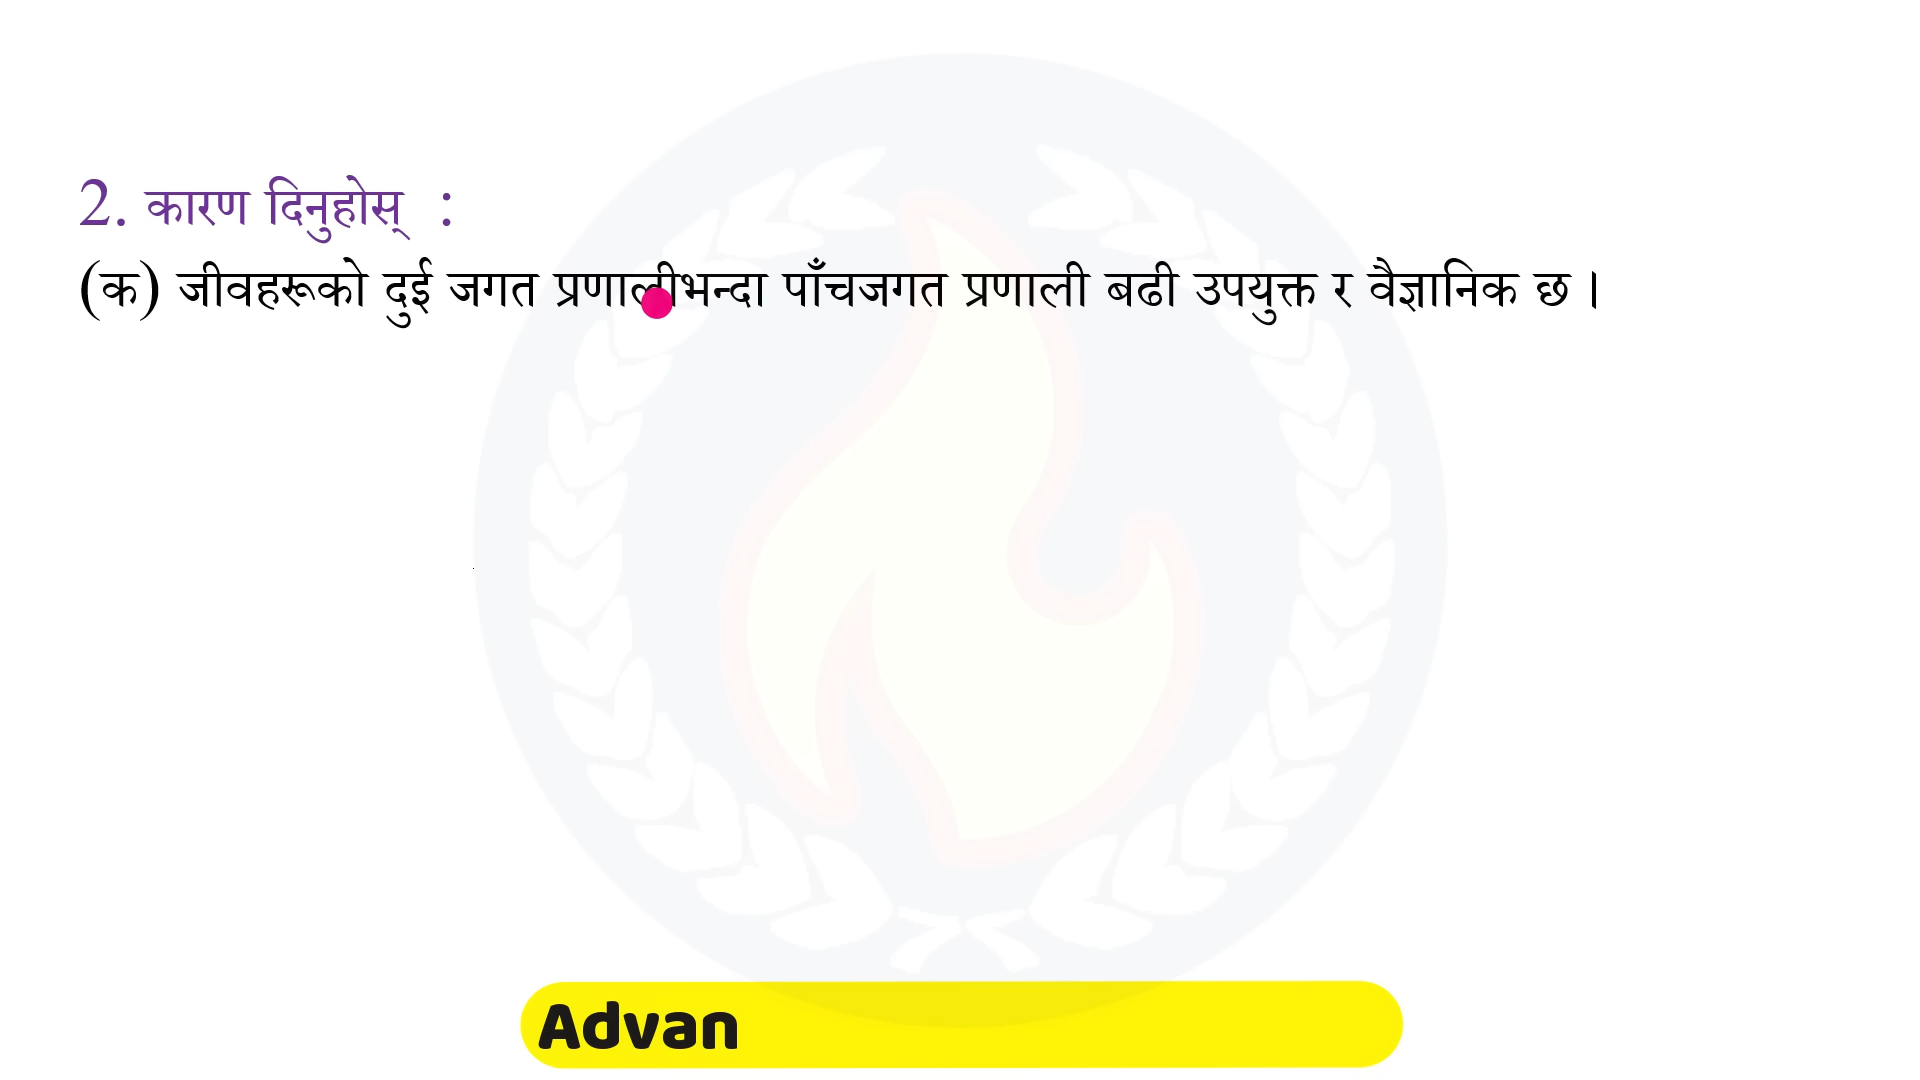 2. कारण दिनुहोस् :
(क) जीवहरूको दुई जगत प्रणालीभन्दा पाँचजगत प्रणाली बढी उपयुक्त र वैज्ञानिक छ ।
Advan